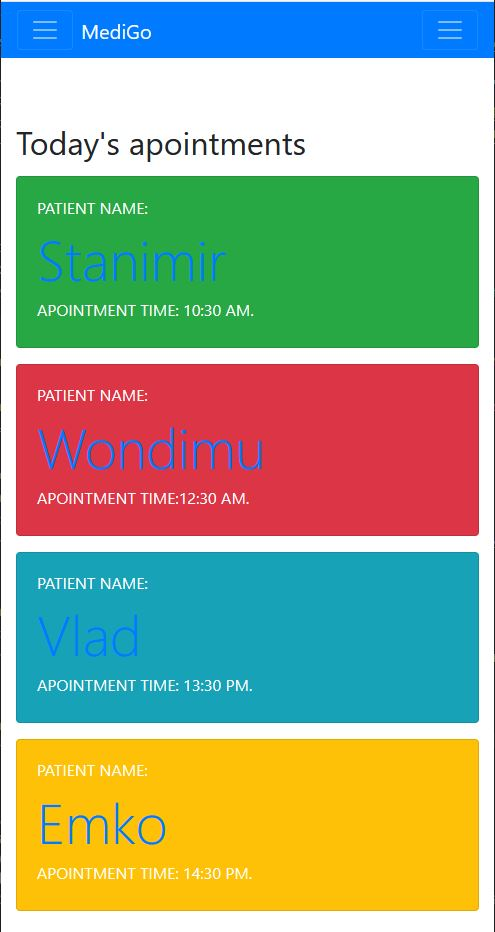 MediGo
Today's apointments
PATIENT NAME:
Stanimir
APOINTMENT TIME: 10:30 AM.
PATIENT NAME:
Wondimu
APOINTMENT TIME:12:30 AM.
PATIENT NAME:
Vlad
APOINTMENT TIME: 13:30 PM.
PATIENT NAME:
Emko
APOINTMENT TIME: 14:30 PM.